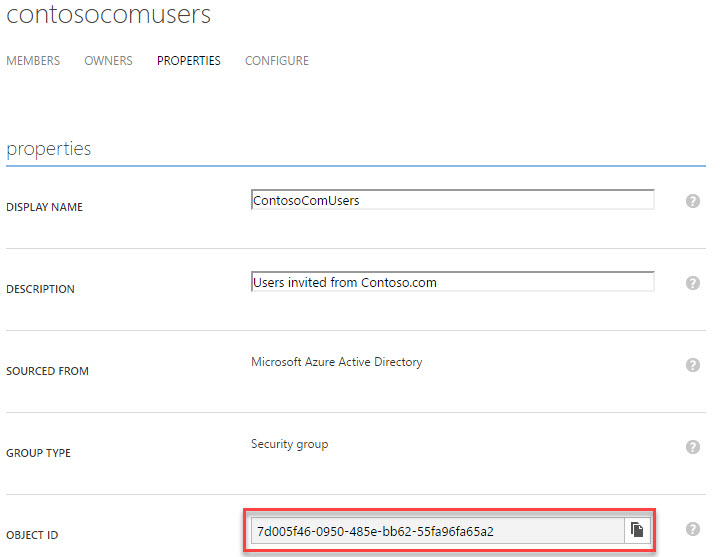 contosocomusers
MEMBERS OWNERS PROPERTIES CONFIGURE
properties
DISPLAY NAME ContosoComUsers ?
DESCRIPTION Users invited from Contoso.com ?
SOURCED FROM Microsoft Azure Active Directory ?
GROUP TYPE Security group ?
OBJECT ID 7d005f46-0950-485e-bb62-55fa96fa65a2 ?